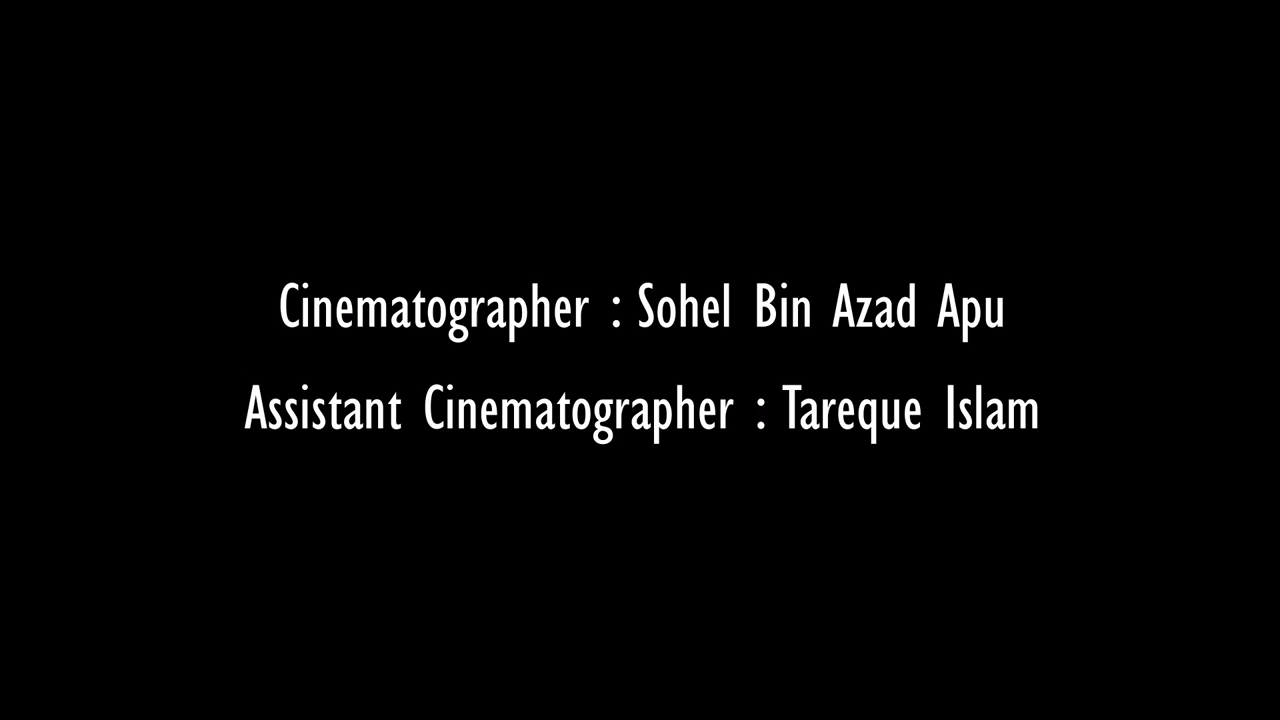 Cinematographer : Sohel Bin Azad Apu
Assistant Cinematographer : Tareque Islam